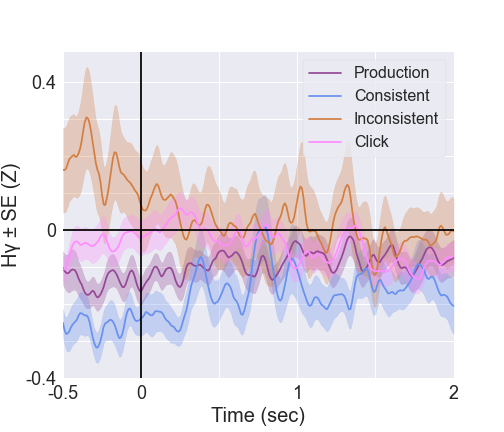 Production
Consistent
Inconsistent
Click
0.4
0
-0.4
Hγ ± SE (Z)
-0.5 0 1 2
Time (sec)